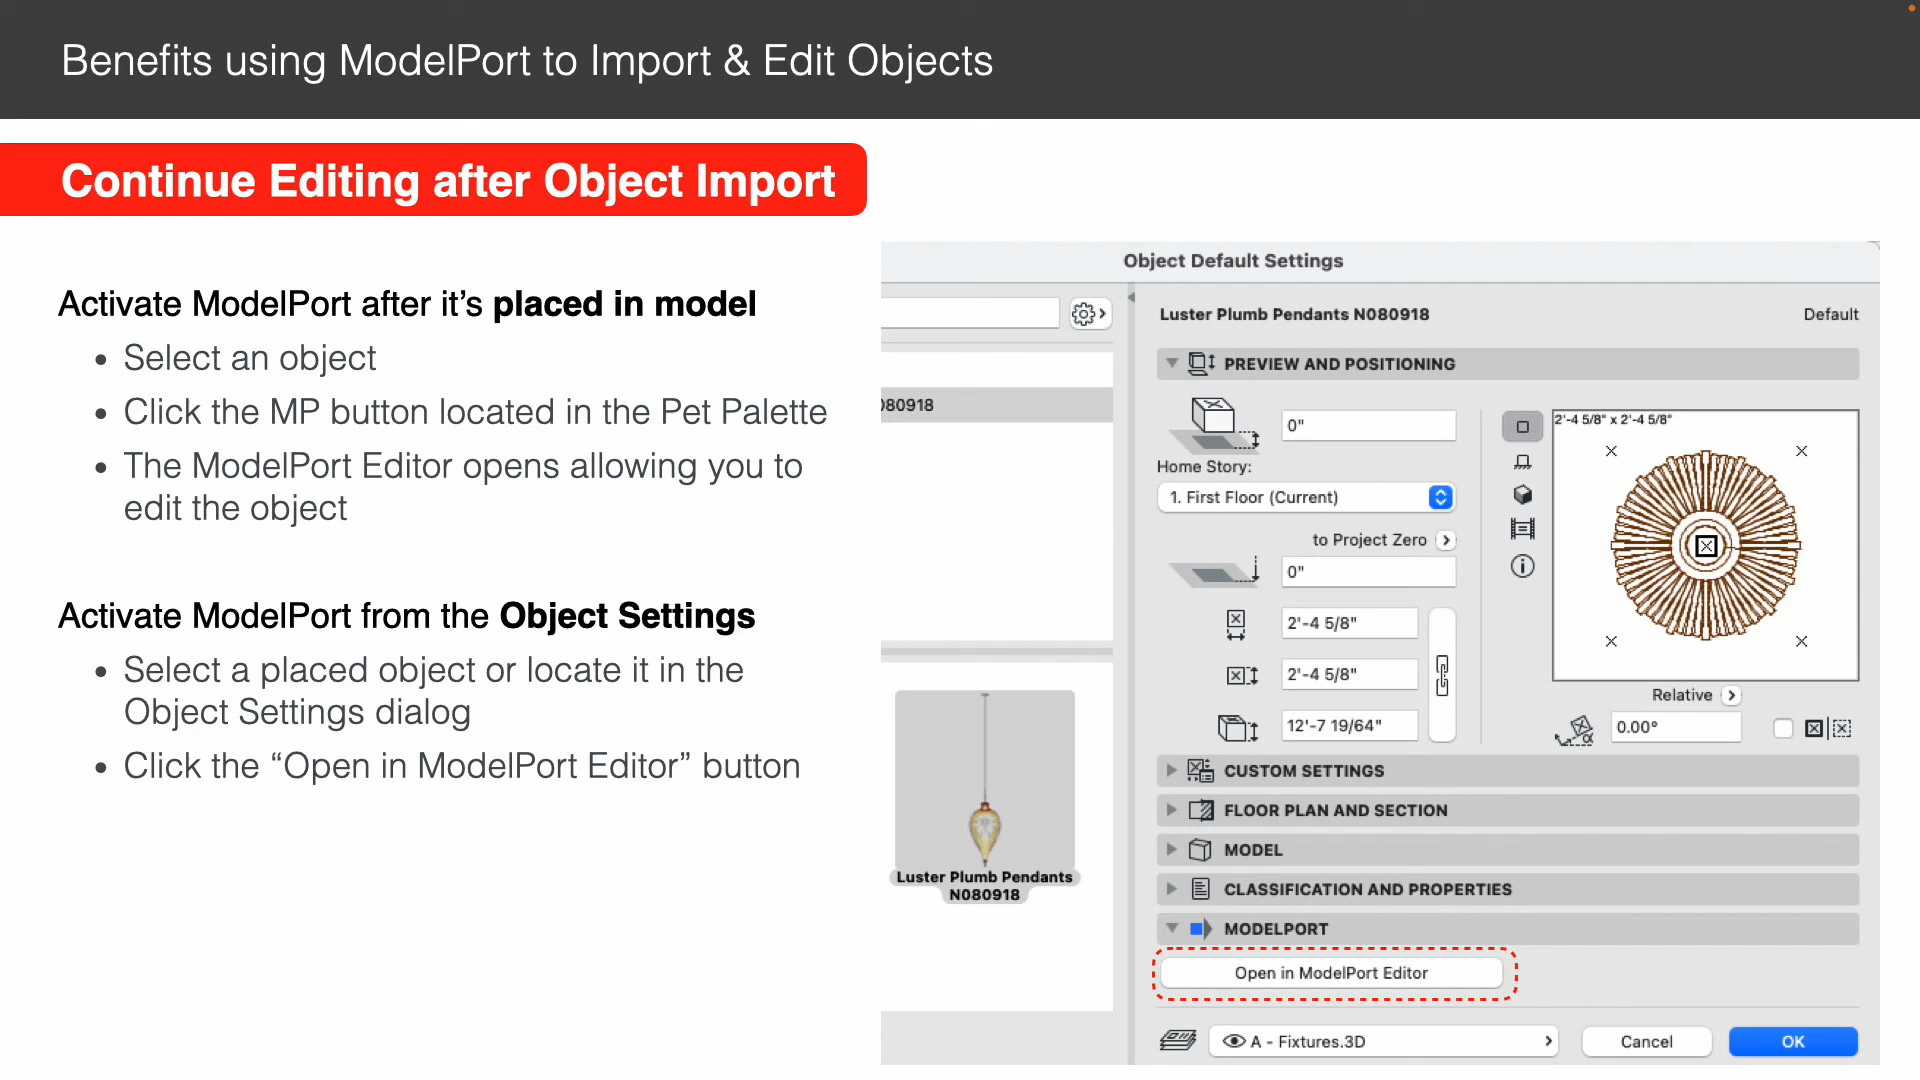 Benefits using ModelPort to Import & Edit Objects
Continue Editing after Object Import
Activate ModelPort after it’s placed in model
• Select an object
• Click the MP button located in the Pet Palette
• The ModelPort Editor opens allowing you to
edit the object
Activate ModelPort from the Object Settings
• Select a placed object or locate it in the
Object Settings dialog
• Click the “Open in ModelPort Editor” button
Object Default Settings
080918
Luster Plumb Pendants
N080918
Luster Plumb Pendants N080918
Default
PREVIEW AND POSITIONING
0"
Home Story:
1. First Floor (Current)
to Project Zero
0"
2'-4 5/8"
2'-4 5/8"
12'-7 19/64"
2'-4 5/8" x 2'-4 5/8"
Relative
0.00°
CUSTOM SETTINGS
FLOOR PLAN AND SECTION
MODEL
CLASSIFICATION AND PROPERTIES
MODELPORT
Open in ModelPort Editor
A - Fixtures.3D
Cancel
OK